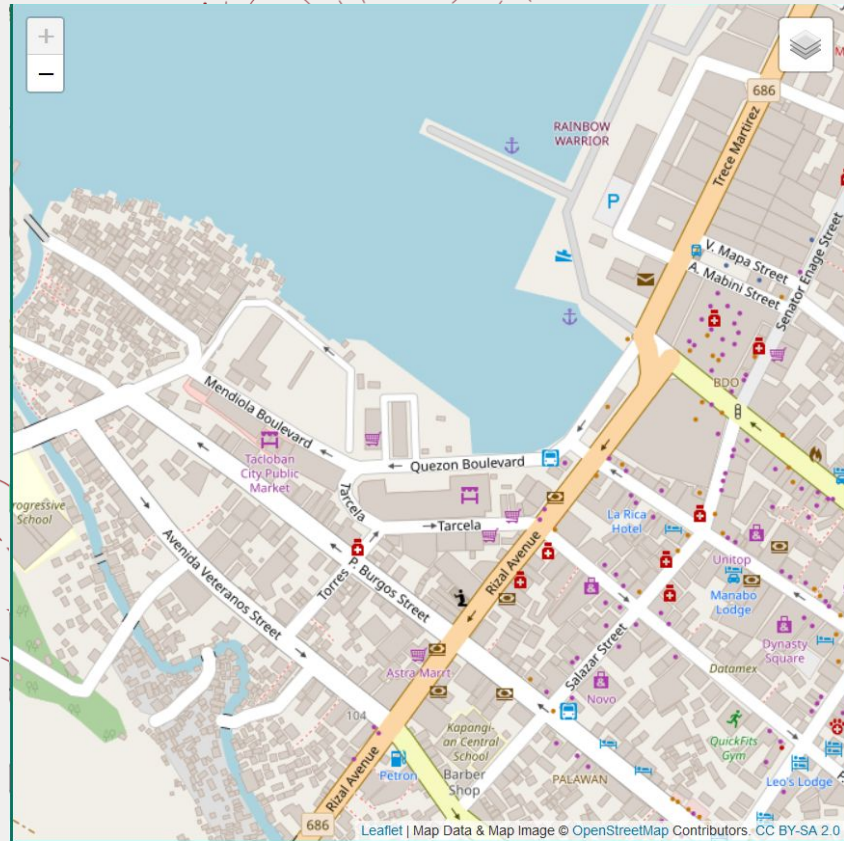 +
−
686
RAINBOW
WARRIOR
Trece Martirez
P
V. Mapa Street
A. Mabini Street
Senator Enage Street
BDO
Mendiola Boulevard
Tacloban
City Public
Market
Quezon Boulevard
Tarcela
Tarcela
La Rica
Hotel
Unitop
Manabo
Lodge
Progressive
School
Rizal Avenue
P. Burgos Street
Torres
Avenida Veteranos Street
Salazar Street
Dynasty
Square
Datamex
Astra Marrt
Novo
104
Kapangi-
an Central
School
QuickFits
Gym
Petron
Barber
Shop
PALAWAN
Leo's Lodge
Rizal Avenue
686
Leaflet | Map Data & Map Image © OpenStreetMap Contributors, CC BY-SA 2.0